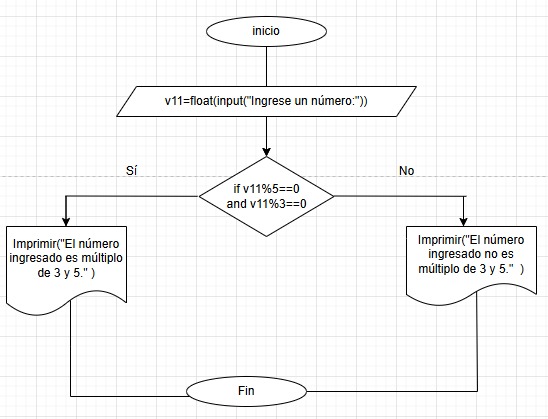 inicio
v11=float(input("Ingrese un número:"))
Sí
No
if v11%5==0
and v11%3==0
Imprimir("El número
ingresado es múltiplo
de 3 y 5." )
Imprimir("El número
ingresado no es
múltiplo de 3 y 5."  )
Fin